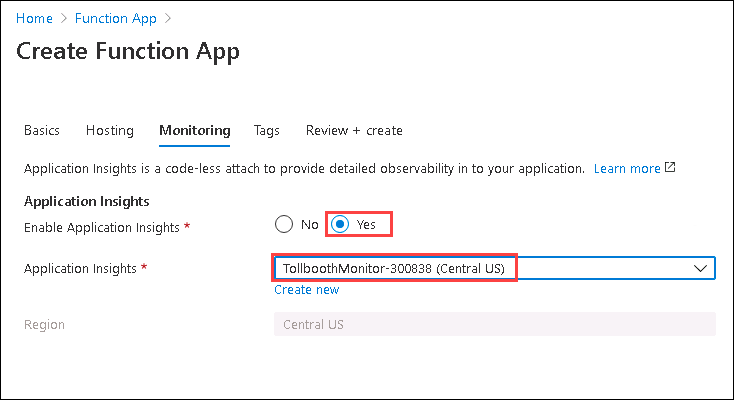 Home > Function App >
Create Function App
Basics Hosting Monitoring Tags Review + create
Application Insights is a code-less attach to provide detailed observability in to your application. Learn more
Application Insights
Enable Application Insights * No Yes
Application Insights * TollboothMonitor-300838 (Central US)
Create new
Region Central US